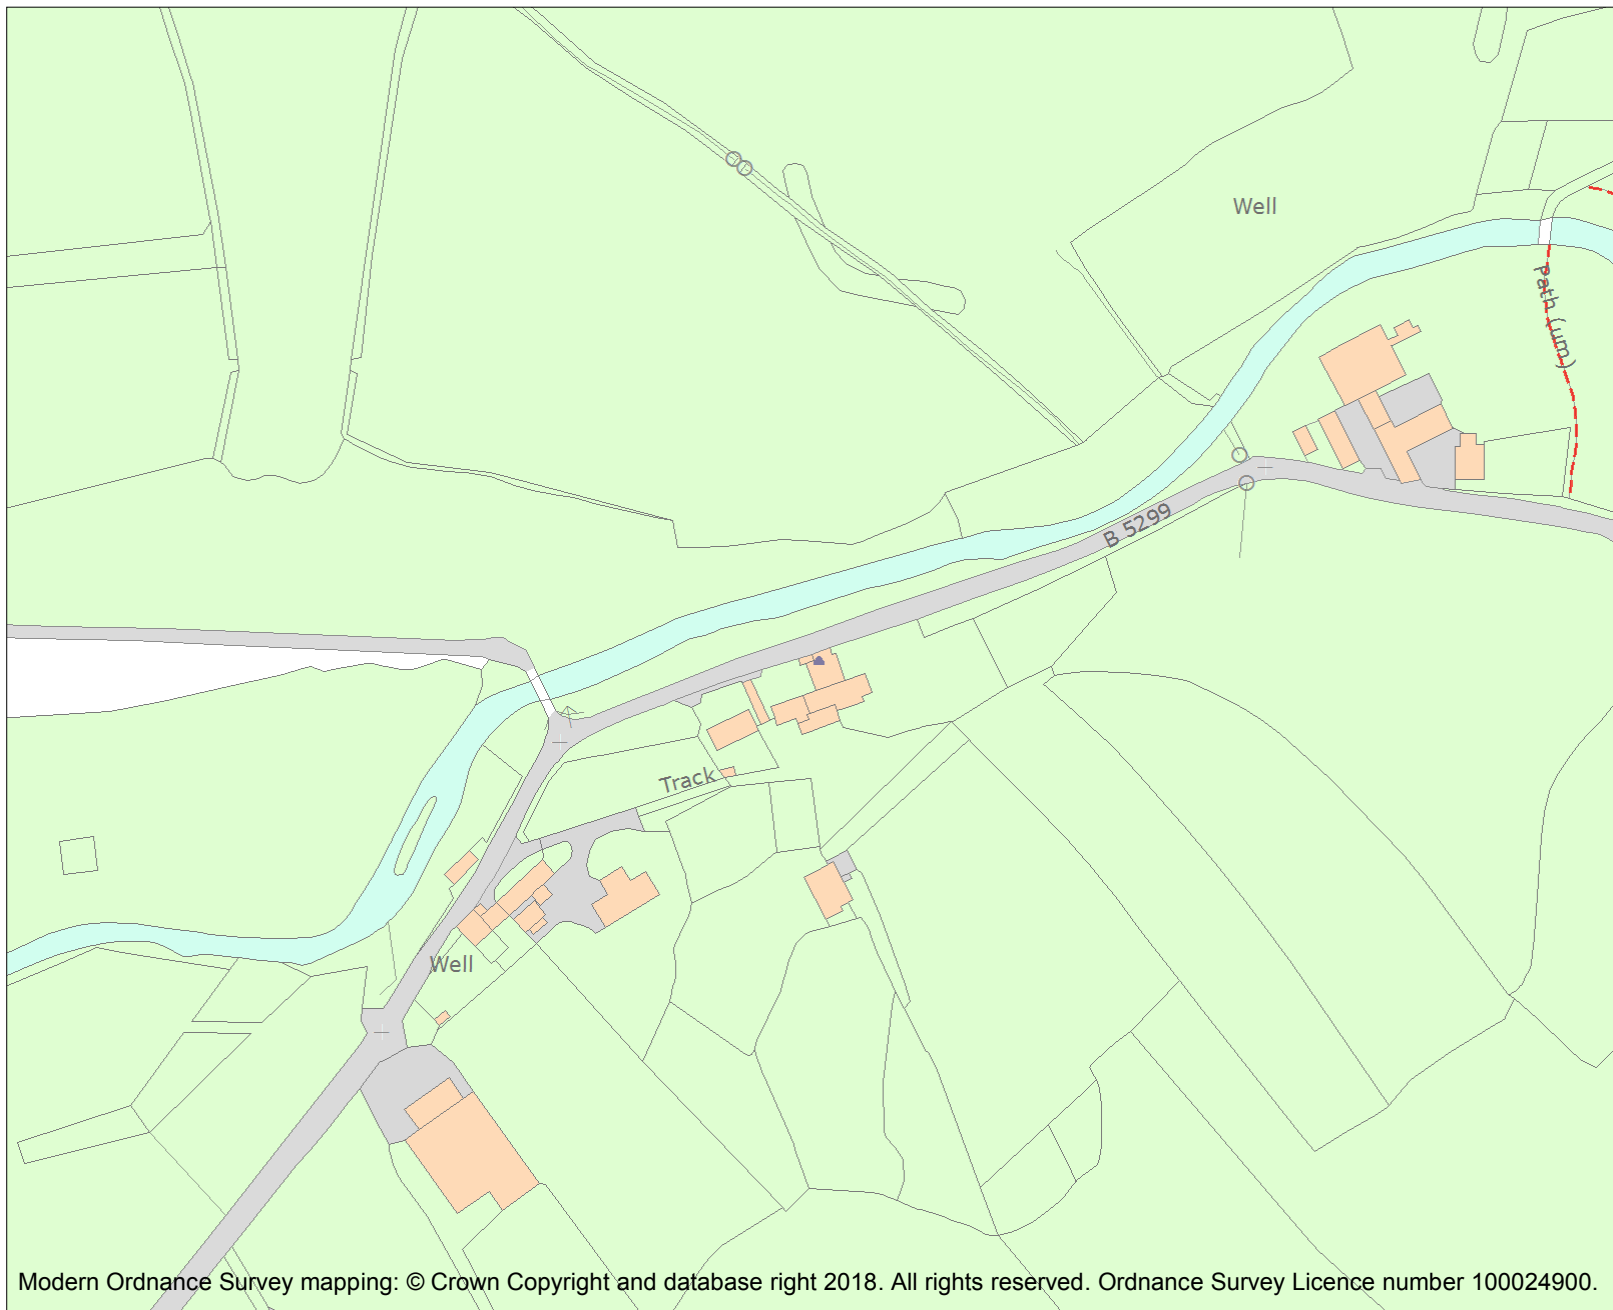 Well
Path (um)
B 5299
Track
Well
Modern Ordnance Survey mapping: © Crown Copyright and database right 2018. All rights reserved. Ordnance Survey Licence number 100024900.